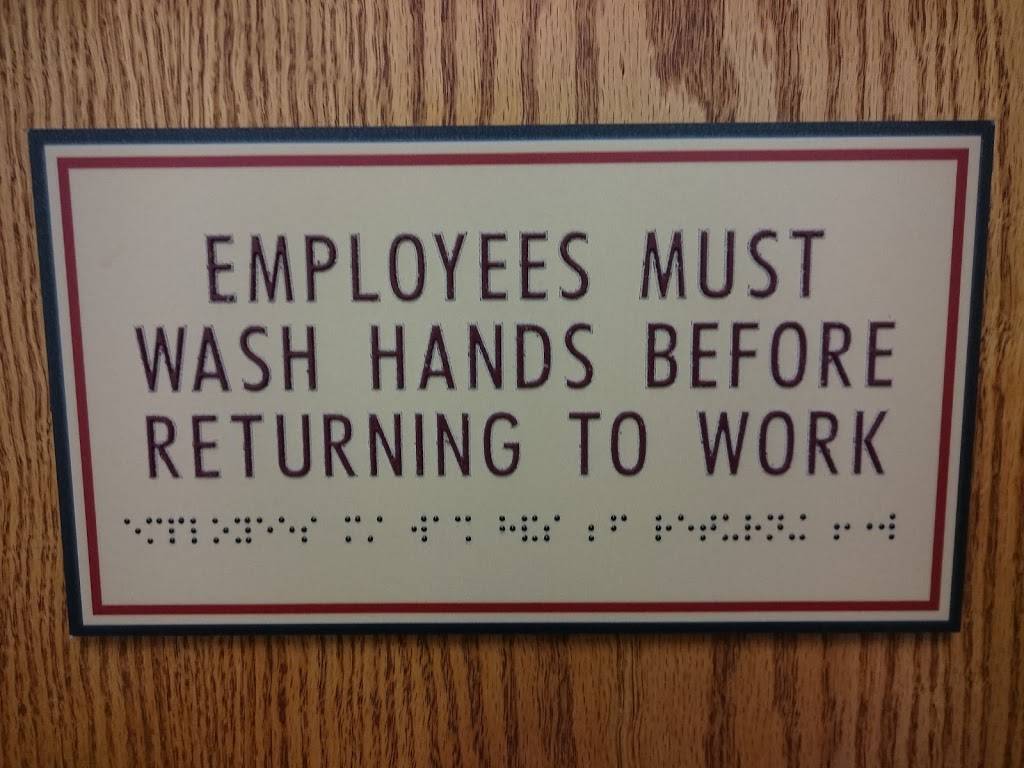 EMPLOYEES MUST
WASH HANDS BEFORE
RETURNING TO WORK